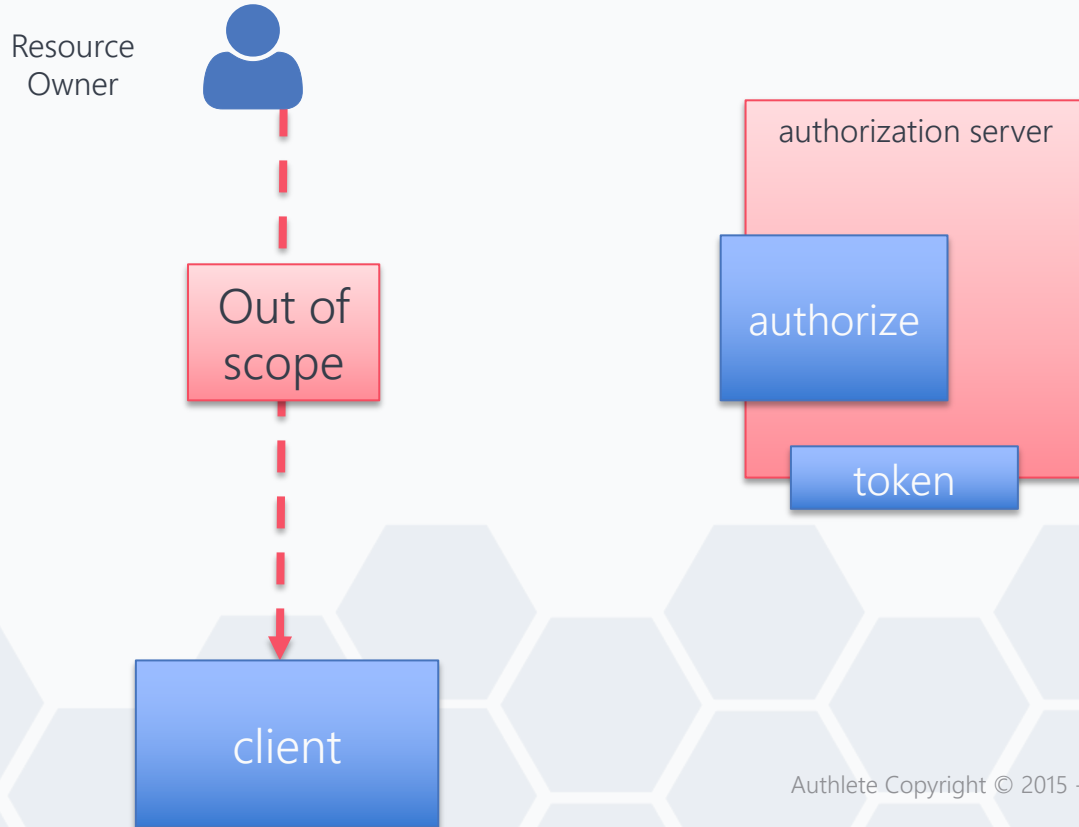 Resource
Owner
authorization server
Out of
scope
authorize
token
client
Authlete Copyright © 2015 -